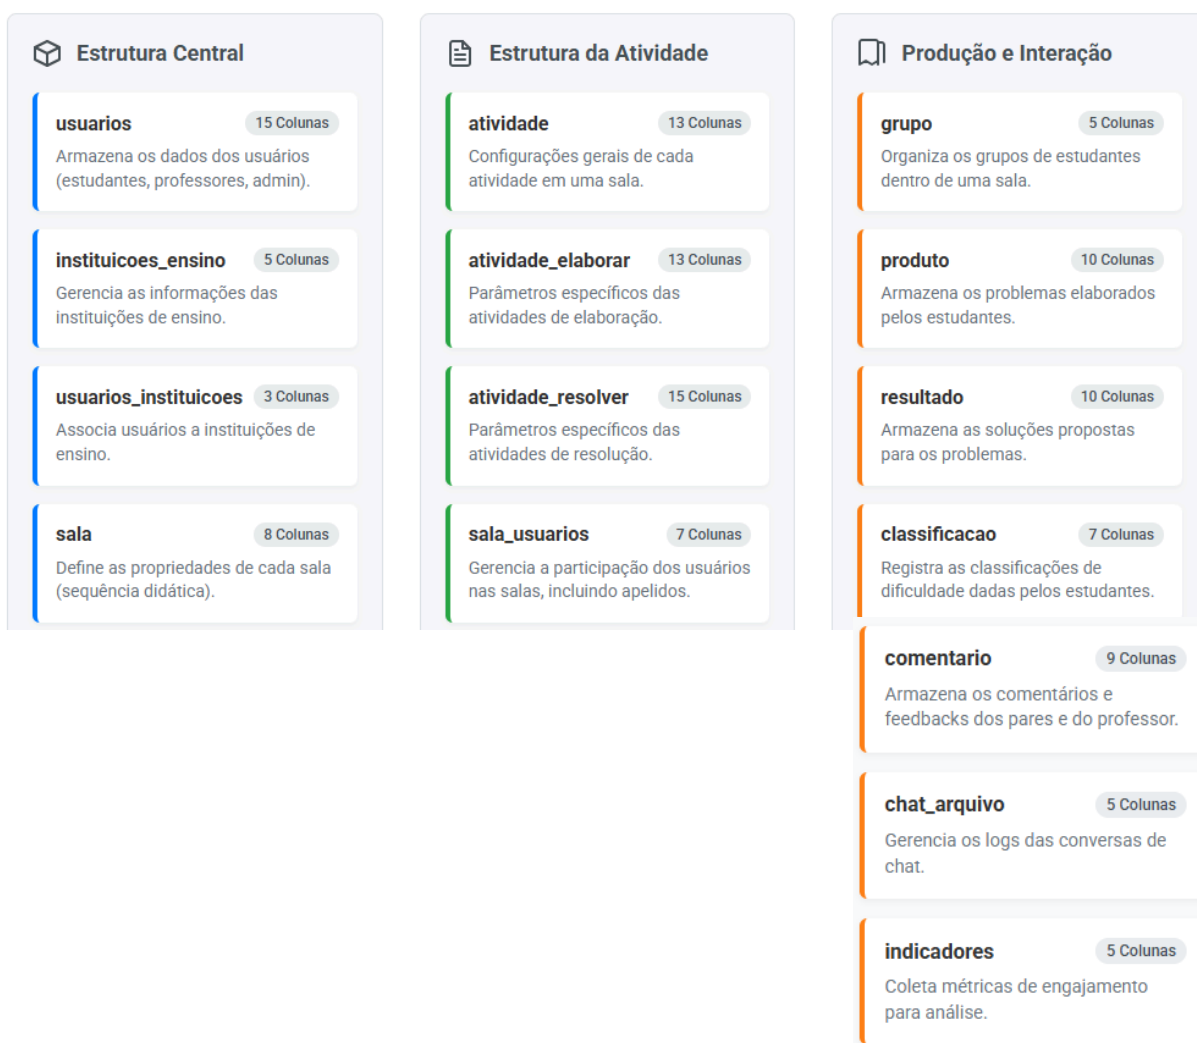 Estrutura Central
usuarios
15 Colunas
Armazena os dados dos usuários
(estudantes, professores, admin).
instituicoes_ensino
5 Colunas
Gerencia as informações das
instituições de ensino.
usuarios_instituicoes
3 Colunas
Associa usuários a instituições de
ensino.
sala
8 Colunas
Define as propriedades de cada sala
(sequência didática).
Estrutura da Atividade
atividade
13 Colunas
Configurações gerais de cada
atividade em uma sala.
atividade_elaborar
13 Colunas
Parâmetros específicos das
atividades de elaboração.
atividade_resolver
15 Colunas
Parâmetros específicos das
atividades de resolução.
sala_usuarios
7 Colunas
Gerencia a participação dos usuários
nas salas, incluindo apelidos.
Produção e Interação
grupo
5 Colunas
Organiza os grupos de estudantes
dentro de uma sala.
produto
10 Colunas
Armazena os problemas elaborados
pelos estudantes.
resultado
10 Colunas
Armazena as soluções propostas
para os problemas.
classificacao
7 Colunas
Registra as classificações de
dificuldade dadas pelos estudantes.
comentario
9 Colunas
Armazena os comentários e
feedbacks dos pares e do professor.
chat_arquivo
5 Colunas
Gerencia os logs das conversas de
chat.
indicadores
5 Colunas
Coleta métricas de engajamento
para análise.